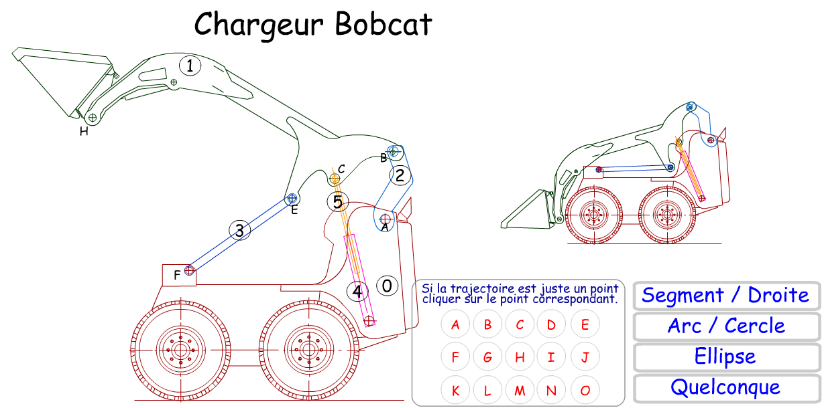 Chargeur Bobcat
1
H
C
B
2
5
E
A
3
F
4
0
Si la trajectoire est juste un point
cliquer sur le point correspondant.
A B C D E
F G H I J
K L M N O
Segment / Droite
Arc / Cercle
Ellipse
Quelconque